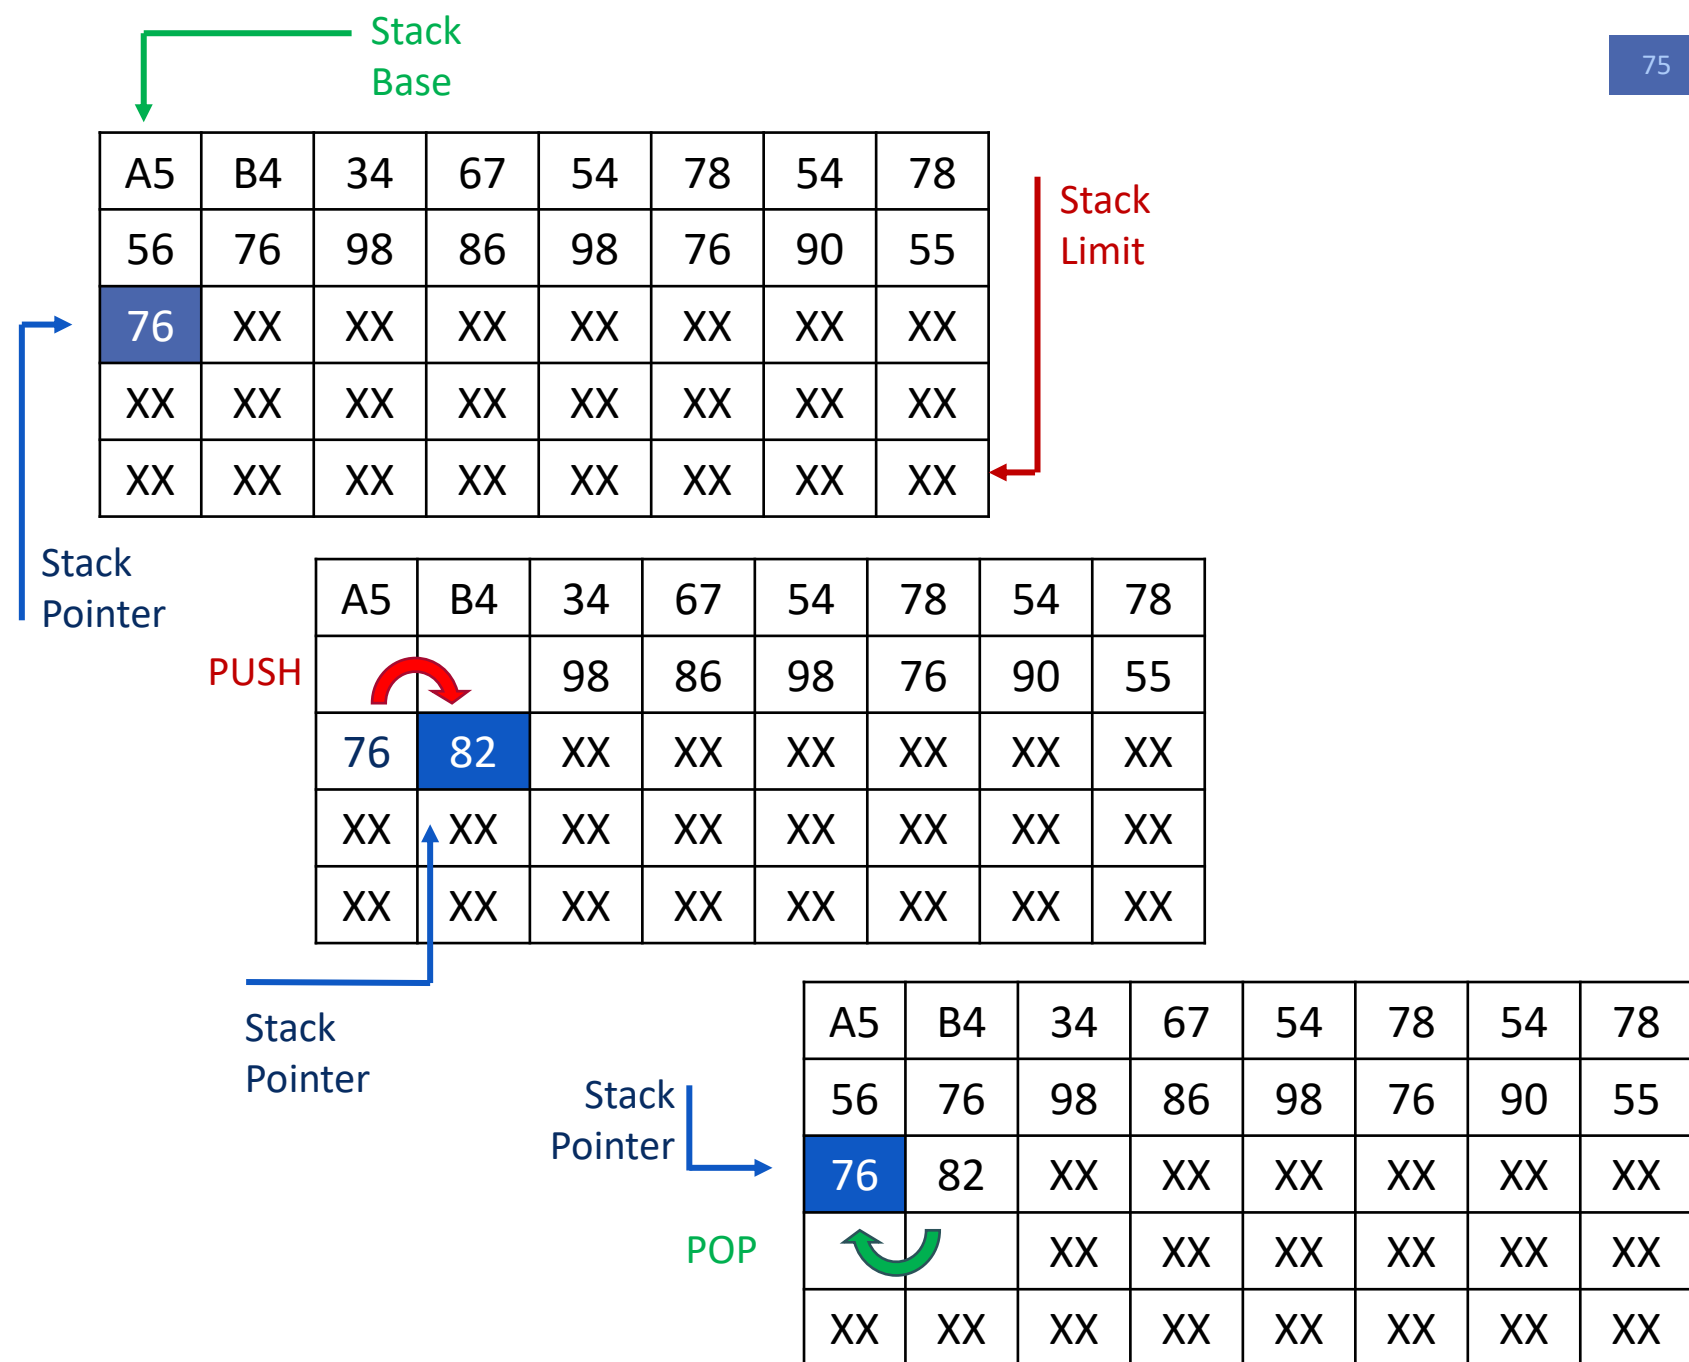 Stack
Base
75
A5 B4 34 67 54 78 54 78
56 76 98 86 98 76 90 55
76 XX XX XX XX XX XX XX
XX XX XX XX XX XX XX XX
XX XX XX XX XX XX XX XX
Stack
Limit
Stack
Pointer
PUSH
A5 B4 34 67 54 78 54 78
98 86 98 76 90 55
76 82 XX XX XX XX XX XX
XX XX XX XX XX XX XX XX
XX XX XX XX XX XX XX XX
Stack
Pointer
Stack
Pointer
POP
A5 B4 34 67 54 78 54 78
56 76 98 86 98 76 90 55
76 82 XX XX XX XX XX XX
XX XX XX XX XX XX
XX XX XX XX XX XX XX XX